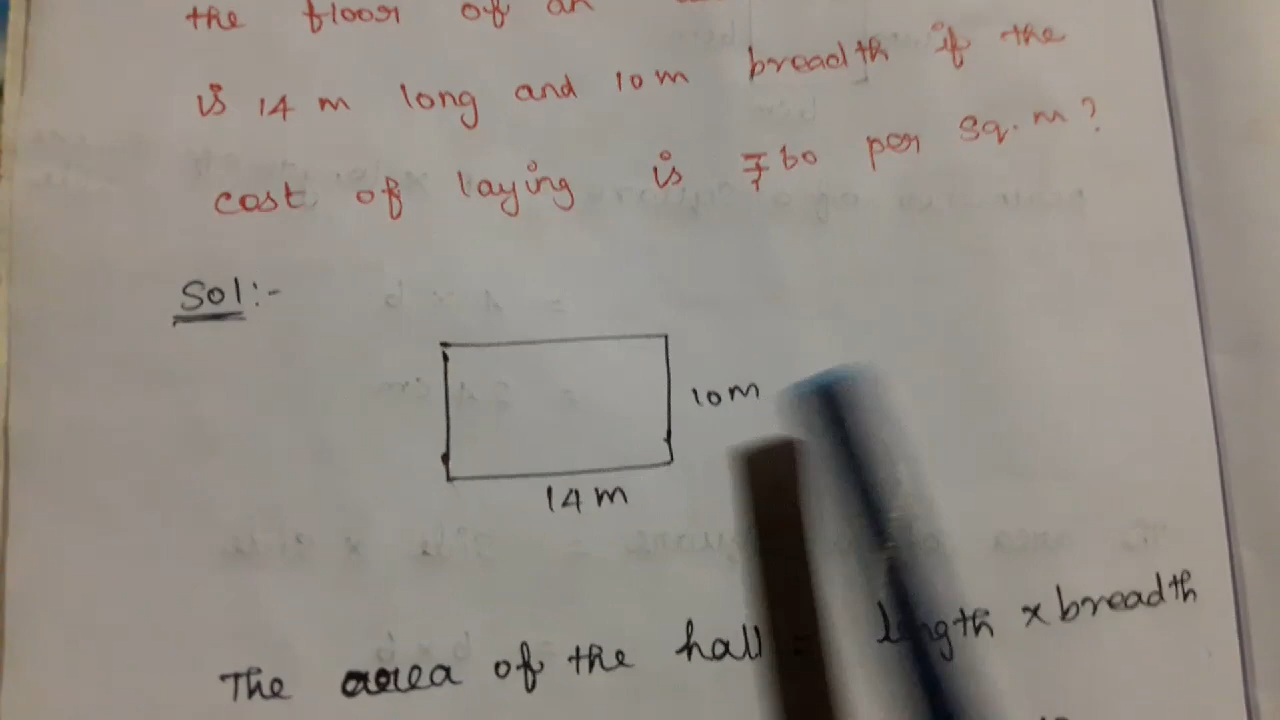 the floor of an
is 14 m long and 10 m breadth if the
cost of laying is ₹ 60 per sq. m?
Sol:-
10m
14 m
The area of the hall = length x breadth